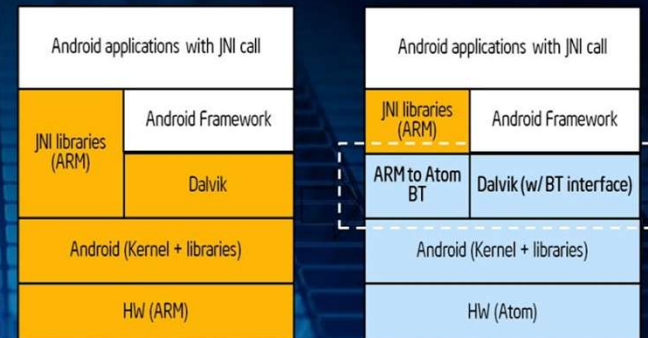 Android applications with JNI call
JNI libraries
(ARM)
Android Framework
Dalvik
Android (Kernel + libraries)
HW (ARM)
Android applications with JNI call
JNI libraries
(ARM)
Android Framework
ARM to Atom
BT
Dalvik (w/ BT interface)
Android (Kernel + libraries)
HW (Atom)